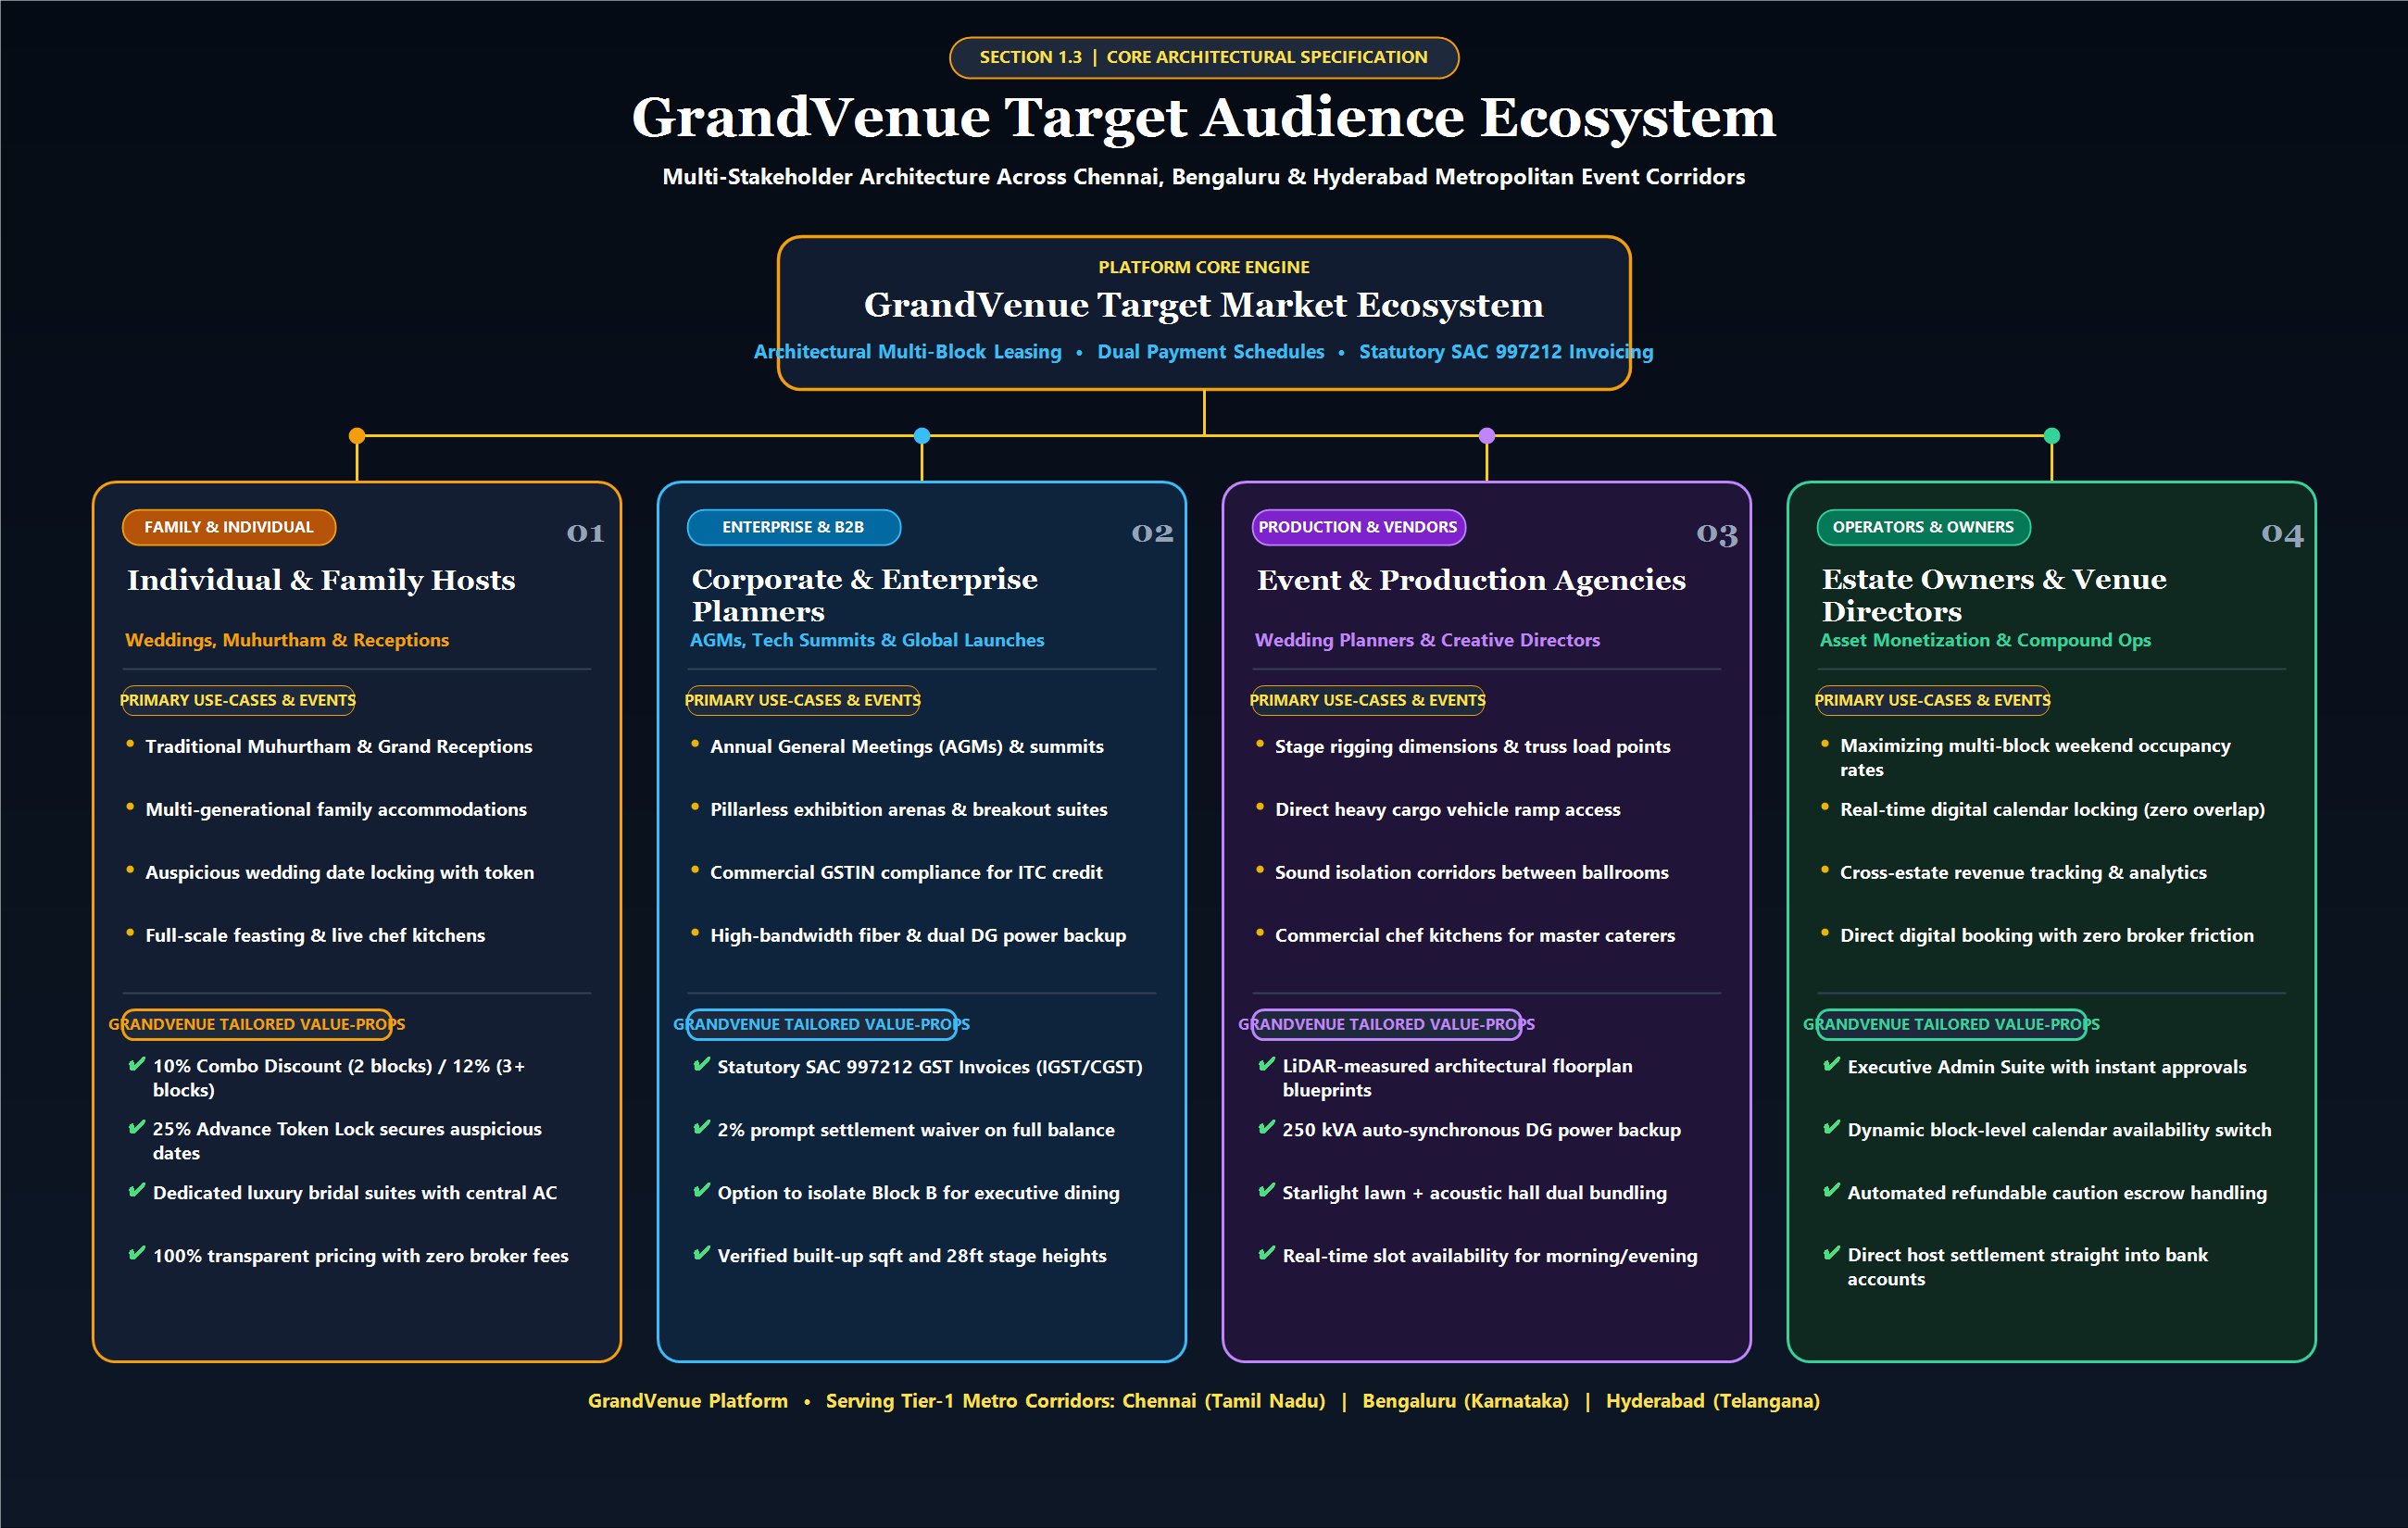 SECTION 1.3 | CORE ARCHITECTURAL SPECIFICATION
GrandVenue Target Audience Ecosystem
Multi-Stakeholder Architecture Across Chennai, Bengaluru & Hyderabad Metropolitan Event Corridors
PLATFORM CORE ENGINE
GrandVenue Target Market Ecosystem
Architectural Multi-Block Leasing • Dual Payment Schedules • Statutory SAC 997212 Invoicing
FAMILY & INDIVIDUAL
01
Individual & Family Hosts
Weddings, Muhurtham & Receptions
PRIMARY USE-CASES & EVENTS
• Traditional Muhurtham & Grand Receptions
• Multi-generational family accommodations
• Auspicious wedding date locking with token
• Full-scale feasting & live chef kitchens
GRANDVENUE TAILORED VALUE-PROPS
✔ 10% Combo Discount (2 blocks) / 12% (3+
blocks)
✔ 25% Advance Token Lock secures auspicious
dates
✔ Dedicated luxury bridal suites with central AC
✔ 100% transparent pricing with zero broker fees
ENTERPRISE & B2B
02
Corporate & Enterprise
Planners
AGMs, Tech Summits & Global Launches
PRIMARY USE-CASES & EVENTS
• Annual General Meetings (AGMs) & summits
• Pillarless exhibition arenas & breakout suites
• Commercial GSTIN compliance for ITC credit
• High-bandwidth fiber & dual DG power backup
GRANDVENUE TAILORED VALUE-PROPS
✔ Statutory SAC 997212 GST Invoices (IGST/CGST)
✔ 2% prompt settlement waiver on full balance
✔ Option to isolate Block B for executive dining
✔ Verified built-up sqft and 28ft stage heights
PRODUCTION & VENDORS
03
Event & Production Agencies
Wedding Planners & Creative Directors
PRIMARY USE-CASES & EVENTS
• Stage rigging dimensions & truss load points
• Direct heavy cargo vehicle ramp access
• Sound isolation corridors between ballrooms
• Commercial chef kitchens for master caterers
GRANDVENUE TAILORED VALUE-PROPS
✔ LiDAR-measured architectural floorplan
blueprints
✔ 250 kVA auto-synchronous DG power backup
✔ Starlight lawn + acoustic hall dual bundling
✔ Real-time slot availability for morning/evening
OPERATORS & OWNERS
04
Estate Owners & Venue
Directors
Asset Monetization & Compound Ops
PRIMARY USE-CASES & EVENTS
• Maximizing multi-block weekend occupancy
rates
• Real-time digital calendar locking (zero overlap)
• Cross-estate revenue tracking & analytics
• Direct digital booking with zero broker friction
GRANDVENUE TAILORED VALUE-PROPS
✔ Executive Admin Suite with instant approvals
✔ Dynamic block-level calendar availability switch
✔ Automated refundable caution escrow handling
✔ Direct host settlement straight into bank
accounts
GrandVenue Platform • Serving Tier-1 Metro Corridors: Chennai (Tamil Nadu) | Bengaluru (Karnataka) | Hyderabad (Telangana)